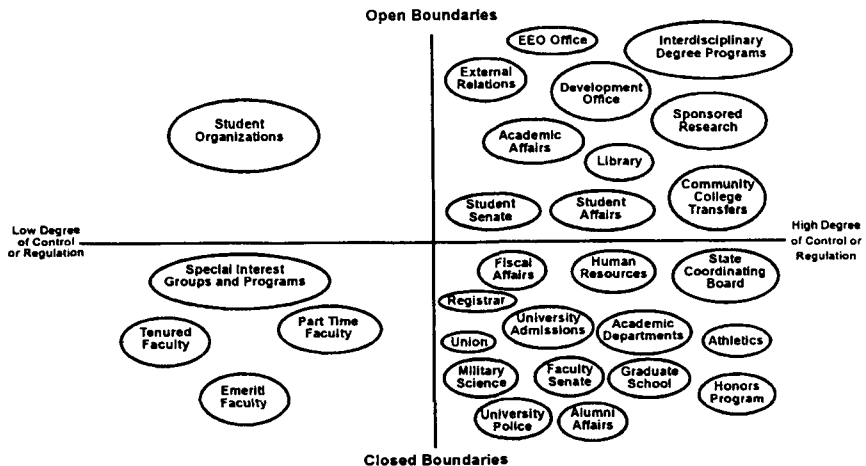 Open Boundaries
EEO Office
Interdisciplinary
Degree Programs
External
Relations
Development
Office
Student
Organizations
Sponsored
Research
Academic
Affairs
Library
Community
College
Transfers
Student
Senate
Student
Affairs
Low Degree
of Control
or Regulation
High Degree
of Control or
Regulation
Special Interest
Groups and Programs
Fiscal
Affairs
Human
Resources
State
Coordinating
Board
Registrar
Tenured
Faculty
Part Time
Faculty
University
Admissions
Academic
Departments
Union
Athletics
Military
Science
Faculty
Senate
Graduate
School
Emeriti
Faculty
Honors
Program
University
Police
Alumni
Affairs
Closed Boundaries